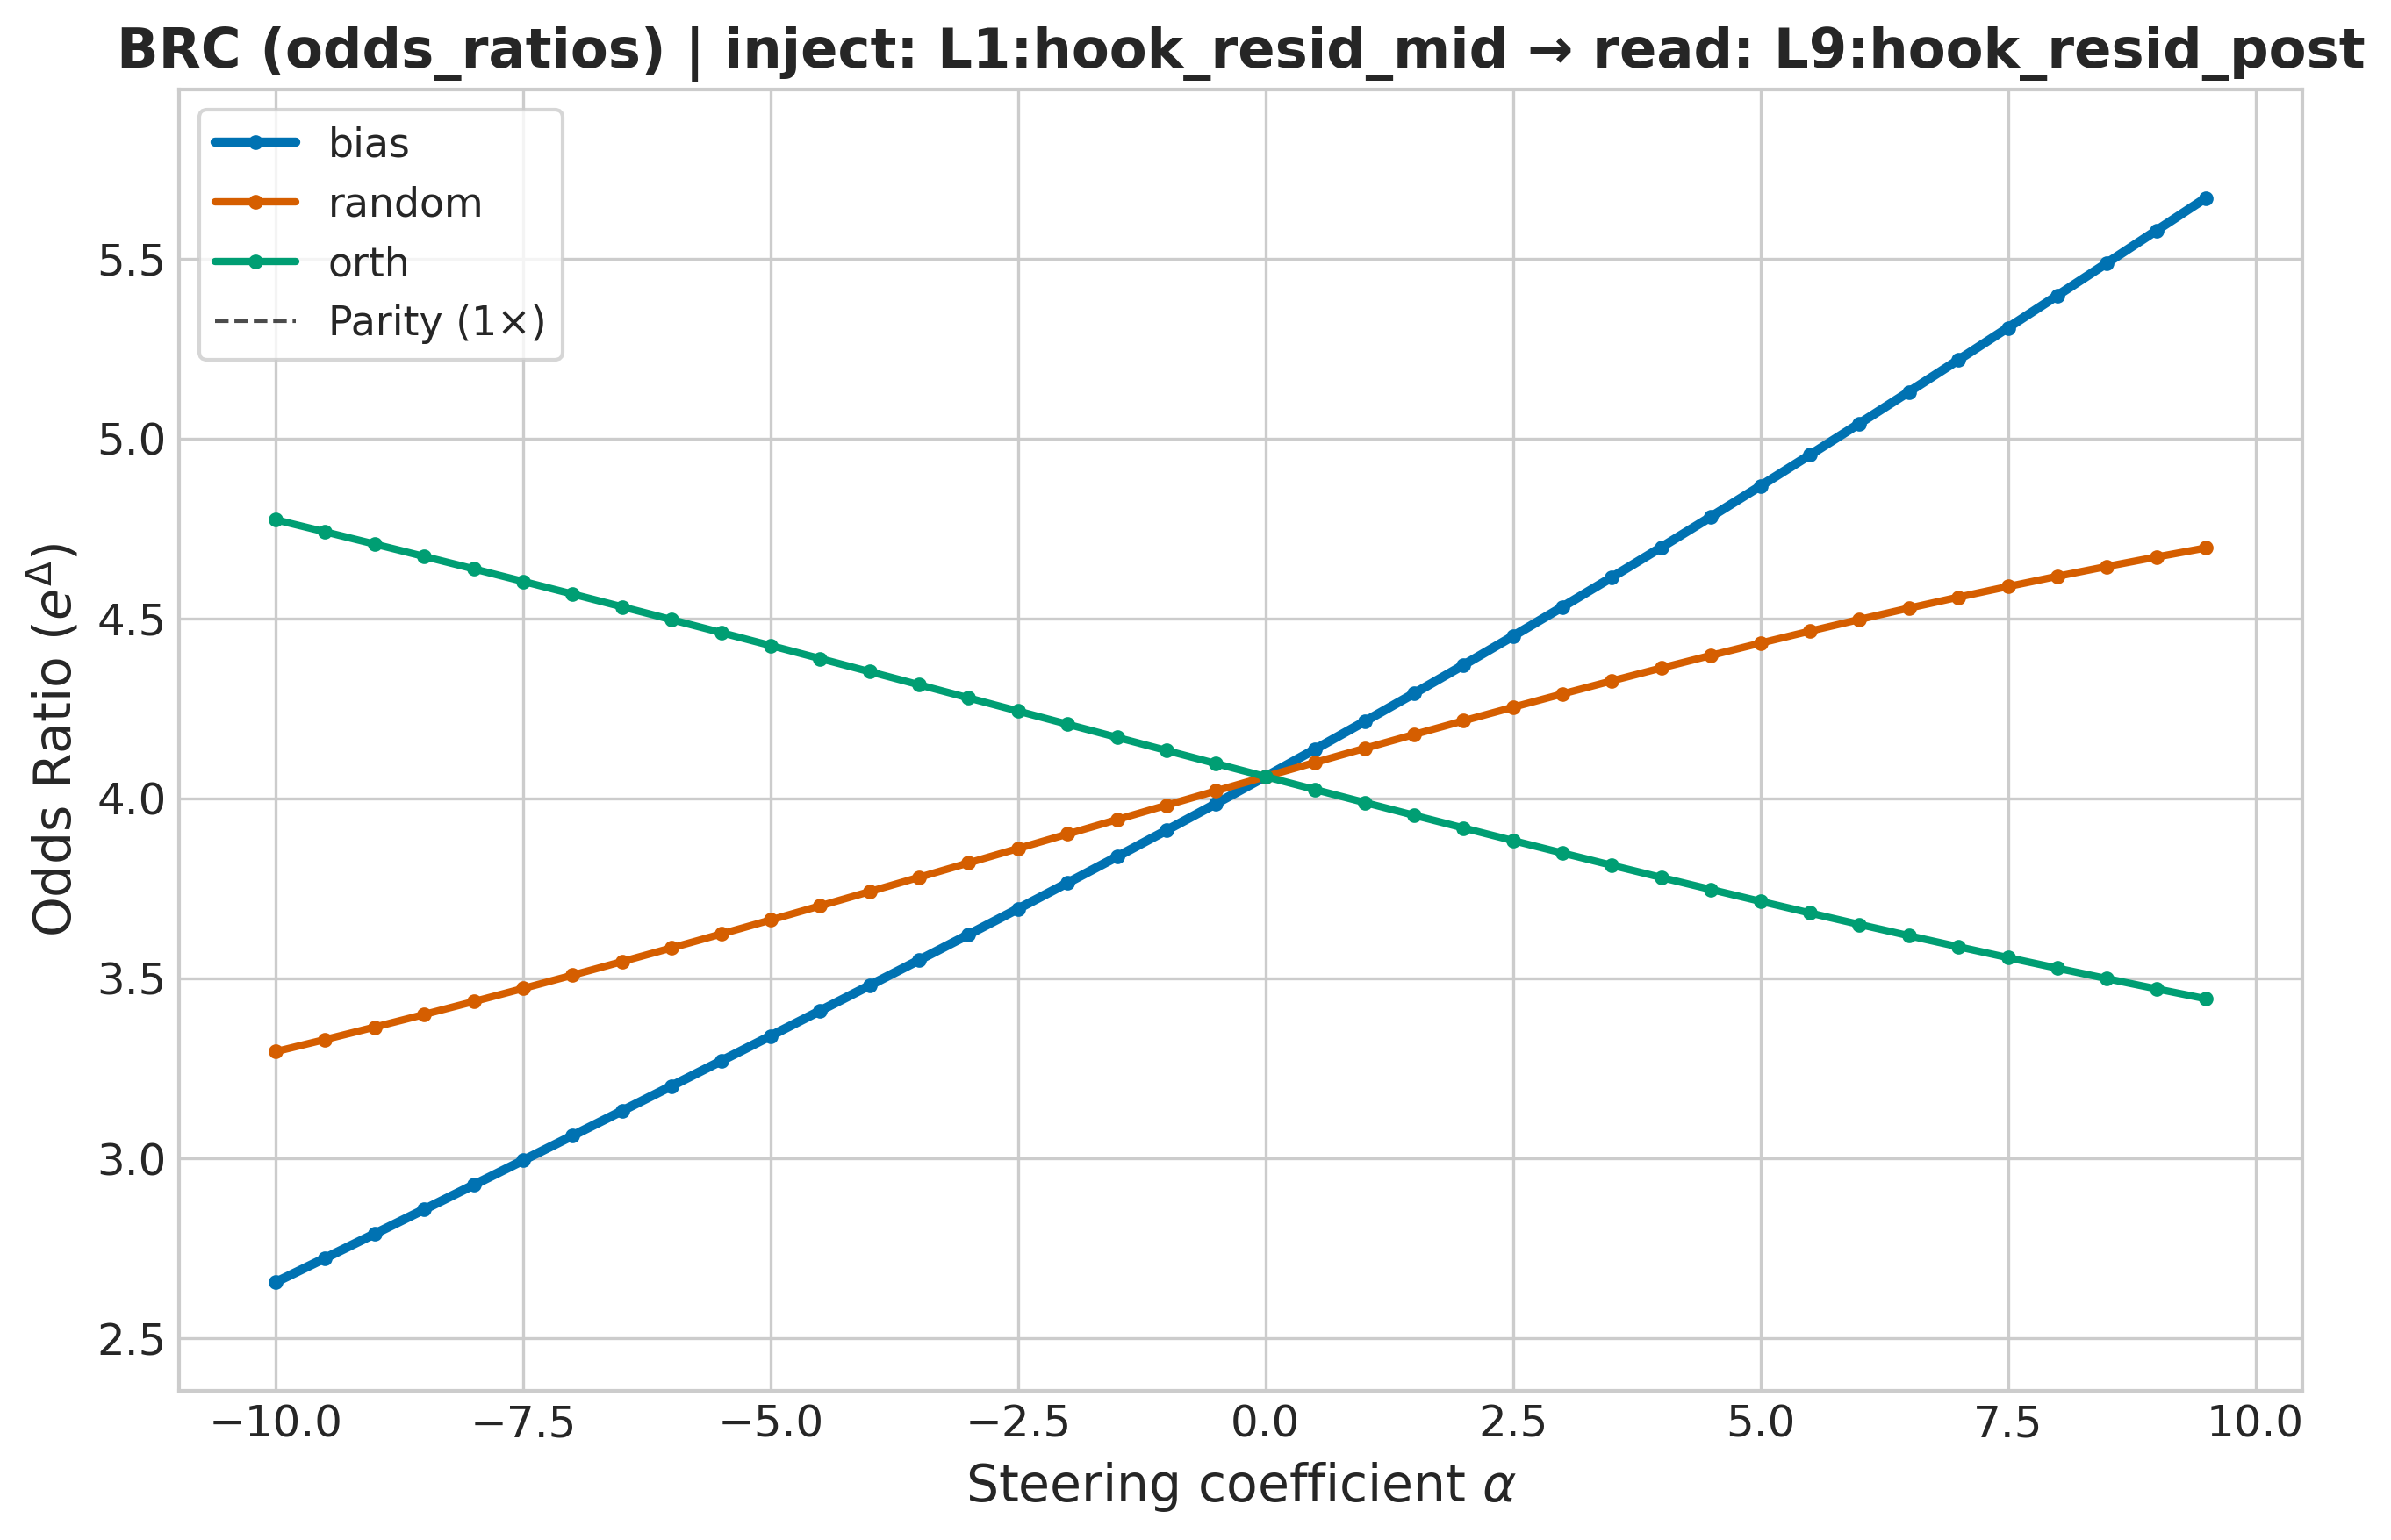 BRC (odds_ratios) | inject: L1:hook_resid_mid → read: L9:hook_resid_post
bias
random
orth
Parity (1×)
Odds Ratio (e^Δ)
5.5
5.0
4.5
4.0
3.5
3.0
2.5
−10.0 −7.5 −5.0 −2.5 0.0 2.5 5.0 7.5 10.0
Steering coefficient α